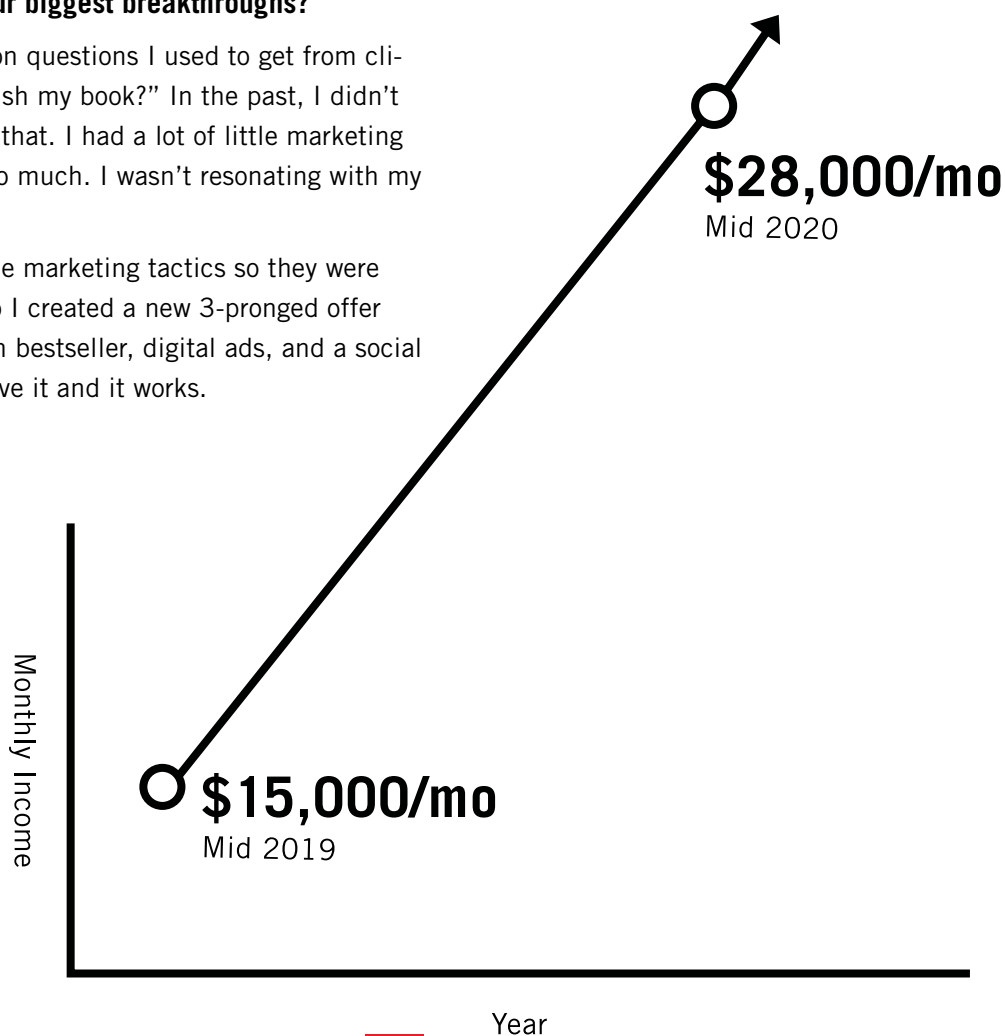 ur biggest breakthroughs?
on questions I used to get from cli-
sh my book?” In the past, I didn’t
that. I had a lot of little marketing
o much. I wasn’t resonating with my
e marketing tactics so they were
o I created a new 3-pronged offer
n bestseller, digital ads, and a social
ve it and it works.
$28,000/mo
Mid 2020
Monthly Income
$15,000/mo
Mid 2019
Year